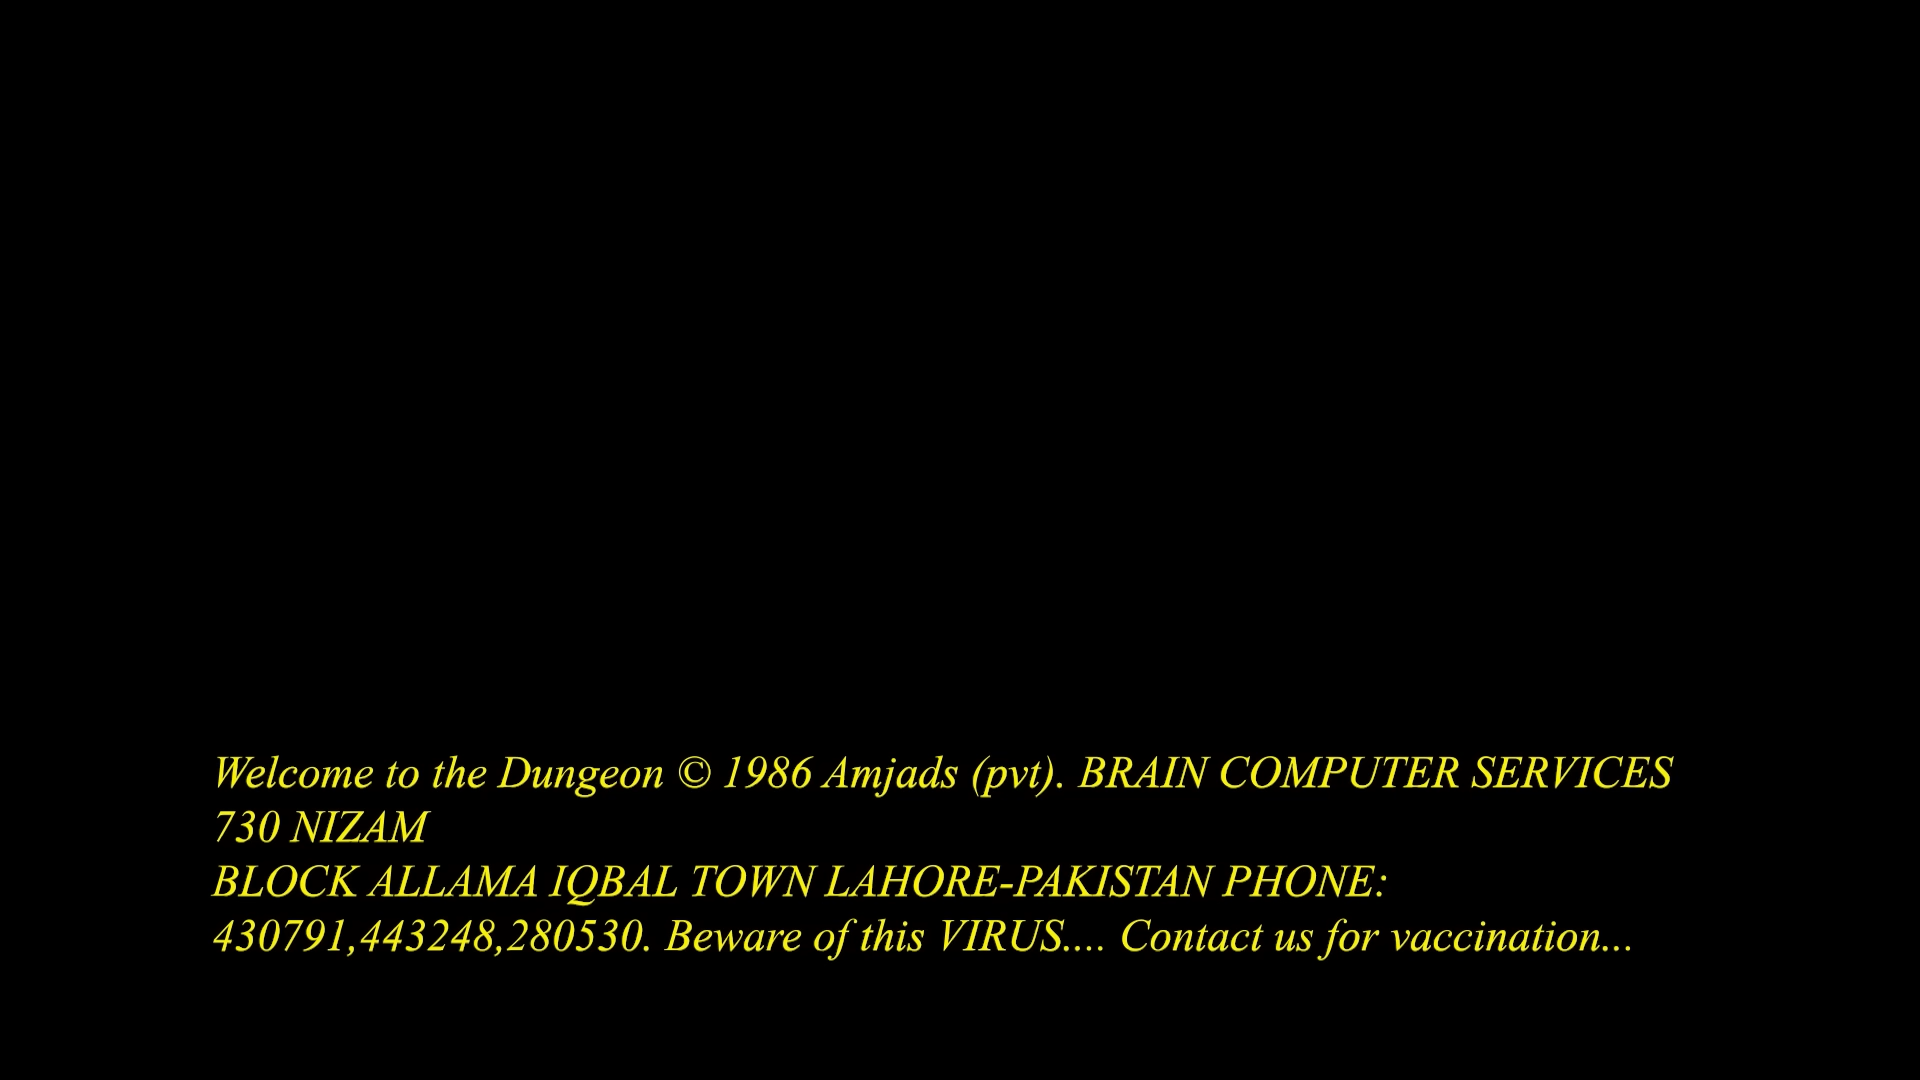 Welcome to the Dungeon © 1986 Amjads (pvt). BRAIN COMPUTER SERVICES
730 NIZAM
BLOCK ALLAMA IQBAL TOWN LAHORE-PAKISTAN PHONE:
430791,443248,280530. Beware of this VIRUS.... Contact us for vaccination...